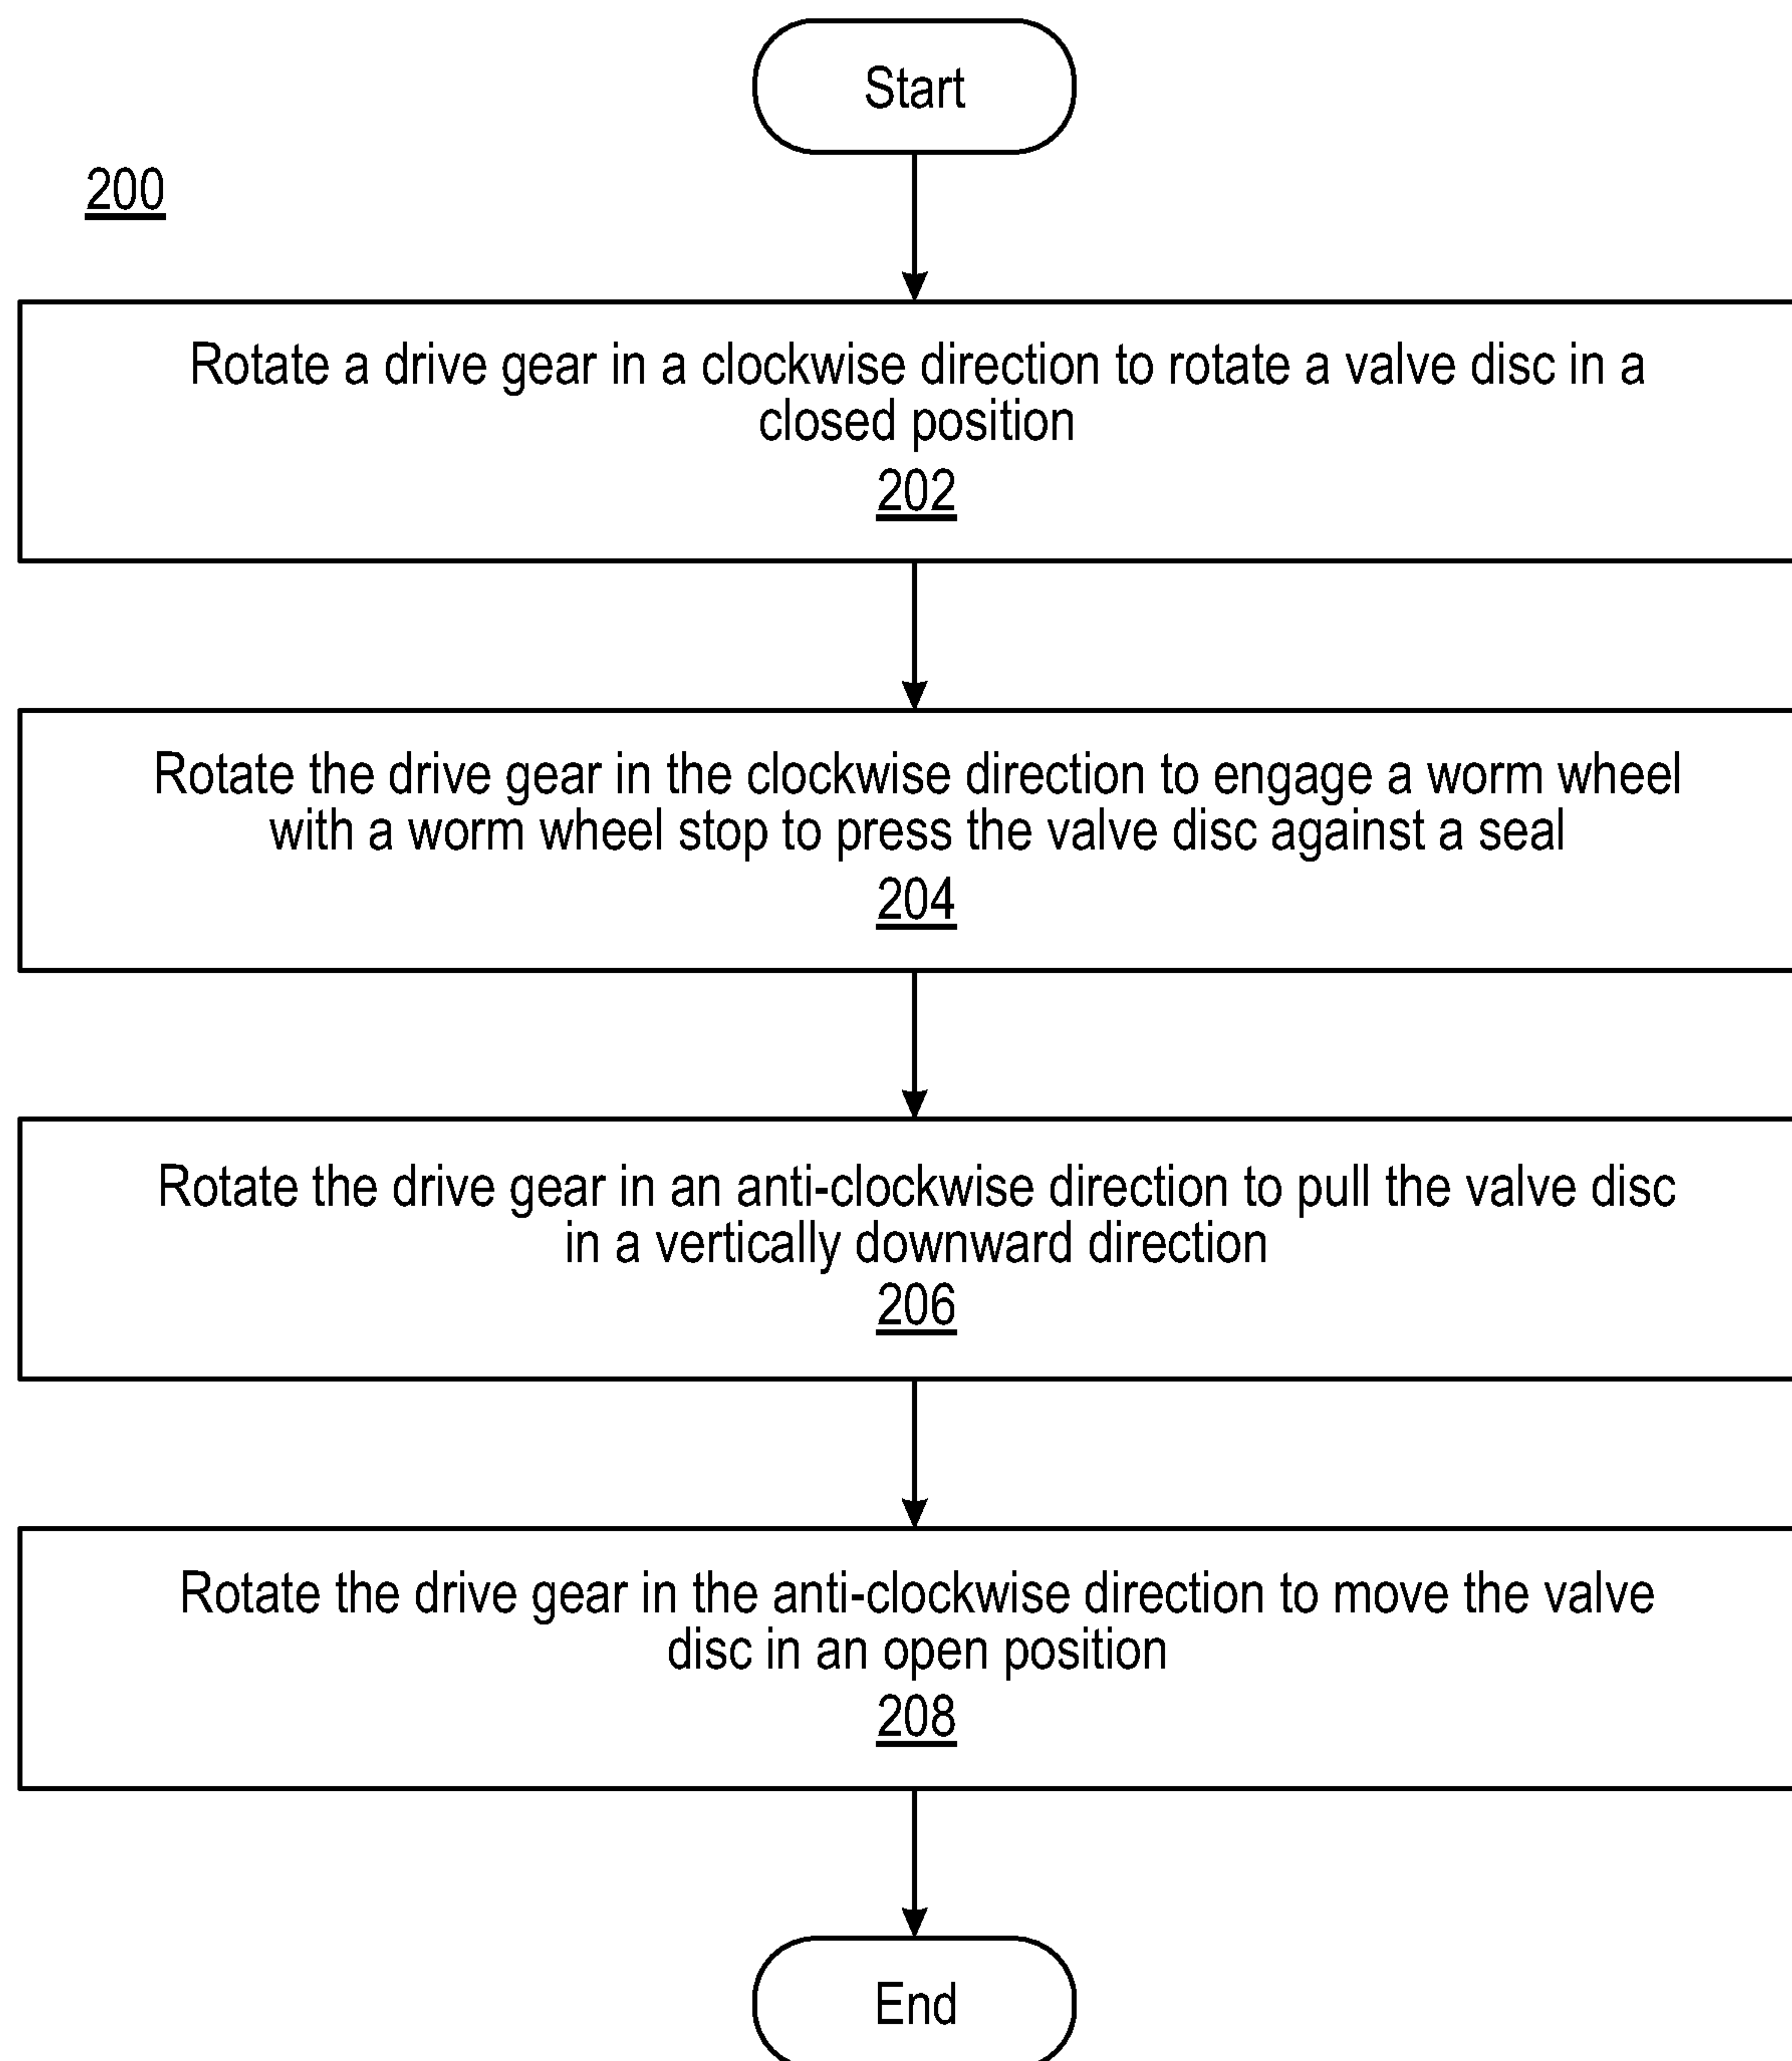 Start
200
Rotate a drive gear in a clockwise direction to rotate a valve disc in a
closed position
202
Rotate the drive gear in the clockwise direction to engage a worm wheel
with a worm wheel stop to press the valve disc against a seal
204
Rotate the drive gear in an anti-clockwise direction to pull the valve disc
in a vertically downward direction
206
Rotate the drive gear in the anti-clockwise direction to move the valve
disc in an open position
208
End